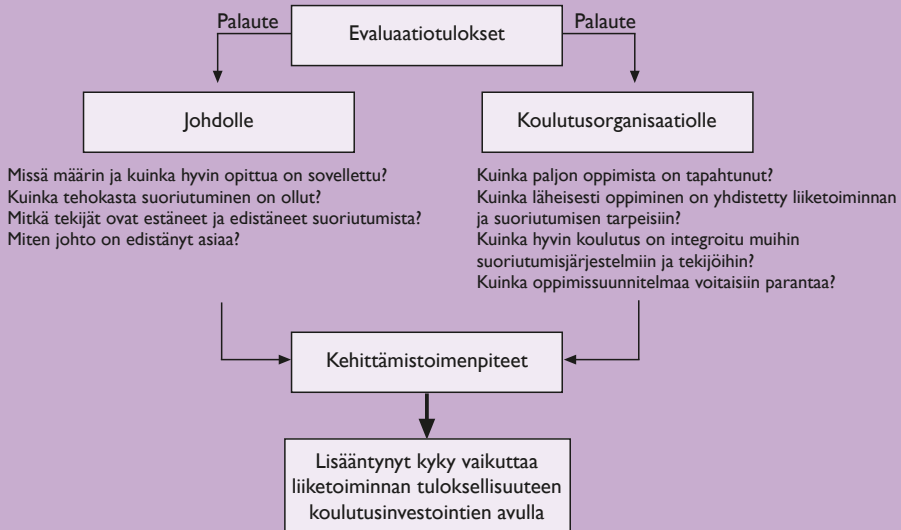 Palaute
Evaluaatiotulokset
Palaute
Johdolle
Koulutusorganisaatiolle
Missä määrin ja kuinka hyvin opittua on sovellettu?
Kuinka tehokasta suoriutuminen on ollut?
Mitkä tekijät ovat estäneet ja edistäneet suoriutumista?
Miten johto on edistänyt asiaa?
Kuinka paljon oppimista on tapahtunut?
Kuinka läheisesti oppiminen on yhdistetty liiketoiminnan
ja suoriutumisen tarpeisiin?
Kuinka hyvin koulutus on integroitu muihin
suoriutumisjärjestelmiin ja tekijöihin?
Kuinka oppimissuunnitelmaa voitaisiin parantaa?
Kehittämistoimenpiteet
Lisääntynyt kyky vaikuttaa
liiketoiminnan tuloksellisuuteen
koulutusinvestointien avulla